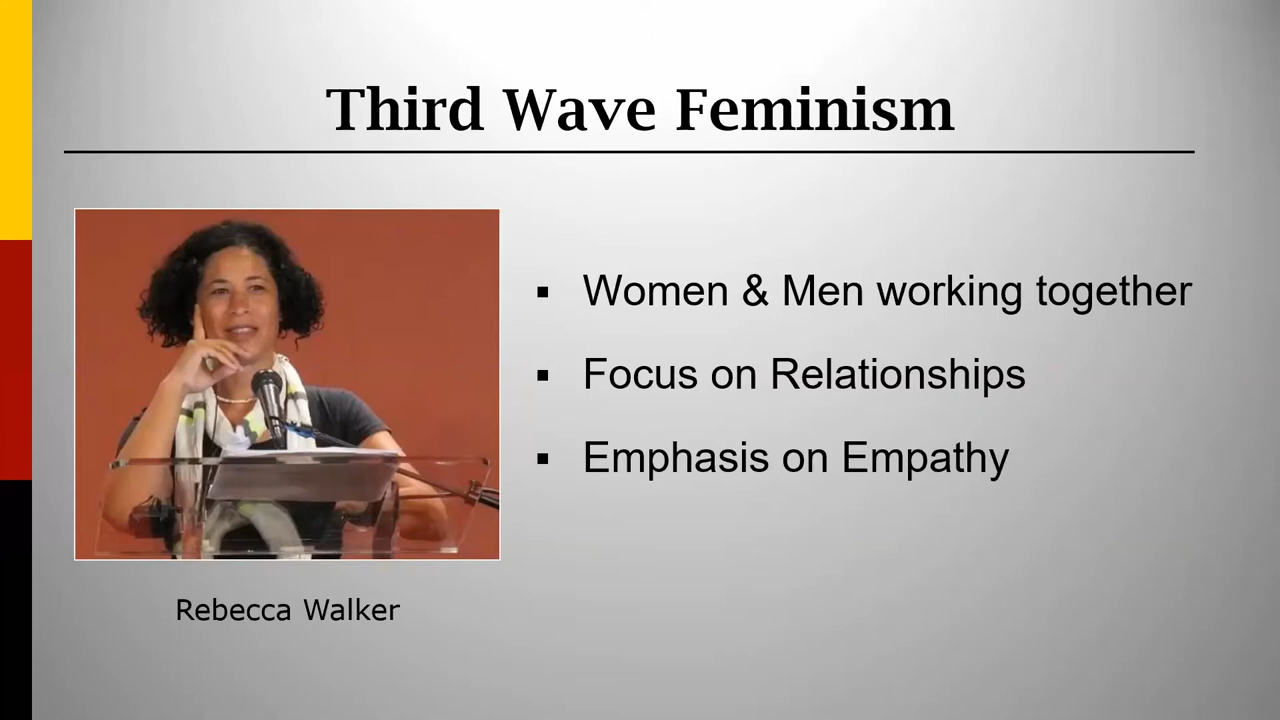 Third Wave Feminism
▪ Women & Men working together
▪ Focus on Relationships
▪ Emphasis on Empathy
Rebecca Walker